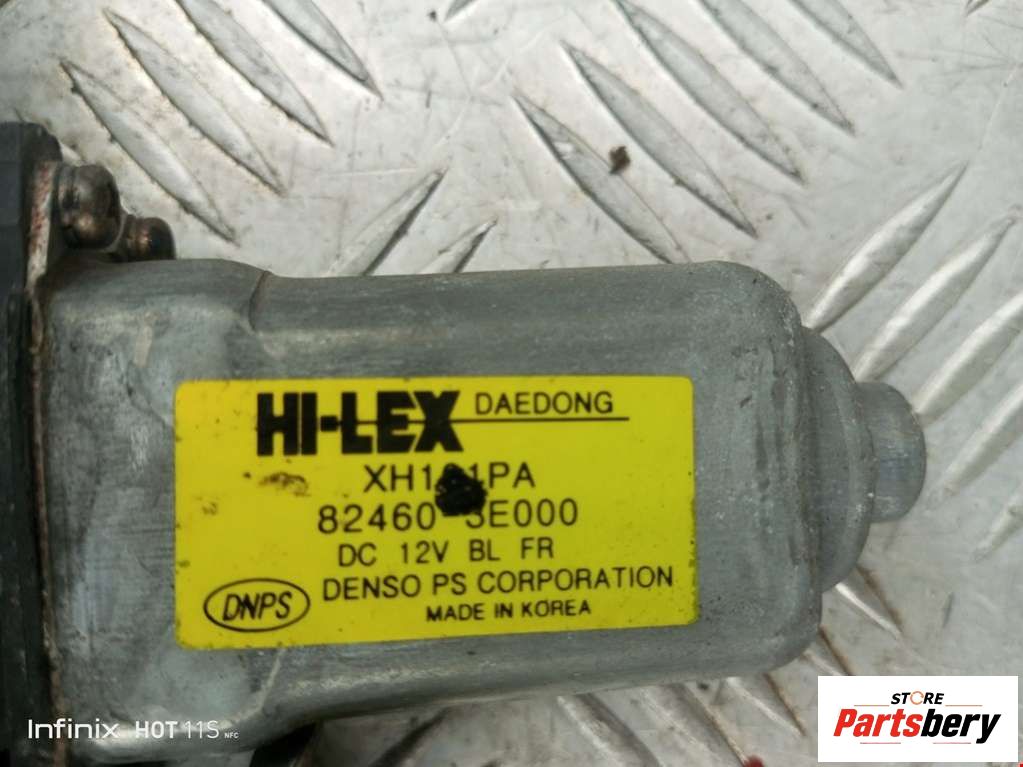 HI-LEX DAEDONG
82460
DC 12V BL FR
DENSO PS CORPORATION
DNPS
MADE IN KOREA
Infinix HOT 11S NFC
STORE
Partsbery